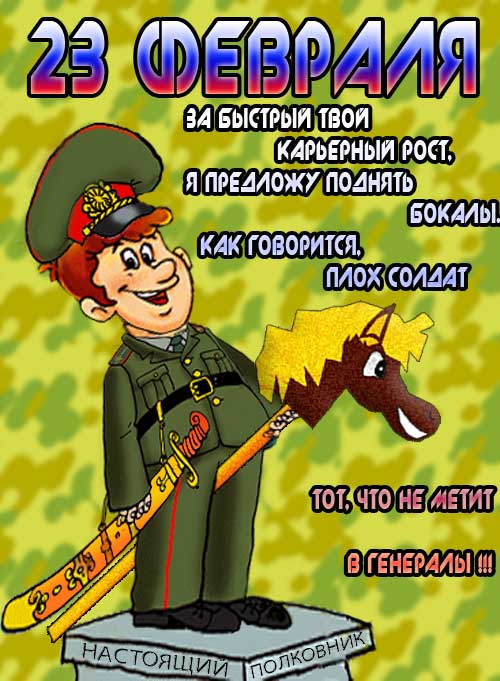 23 ФЕВРАЛЯ
ЗА БЫСТРЫЙ ТВОЙ
КАРЬЕРНЫЙ РОСТ,
Я ПРЕДЛОЖУ ПОДНЯТЬ
БОКАЛЫ.
КАК ГОВОРИТСЯ,
ПЛОХ СОЛДАТ
ТОТ, ЧТО НЕ МЕТИТ
В ГЕНЕРАЛЫ !!!
НАСТОЯЩИЙ ПОЛКОВНИК